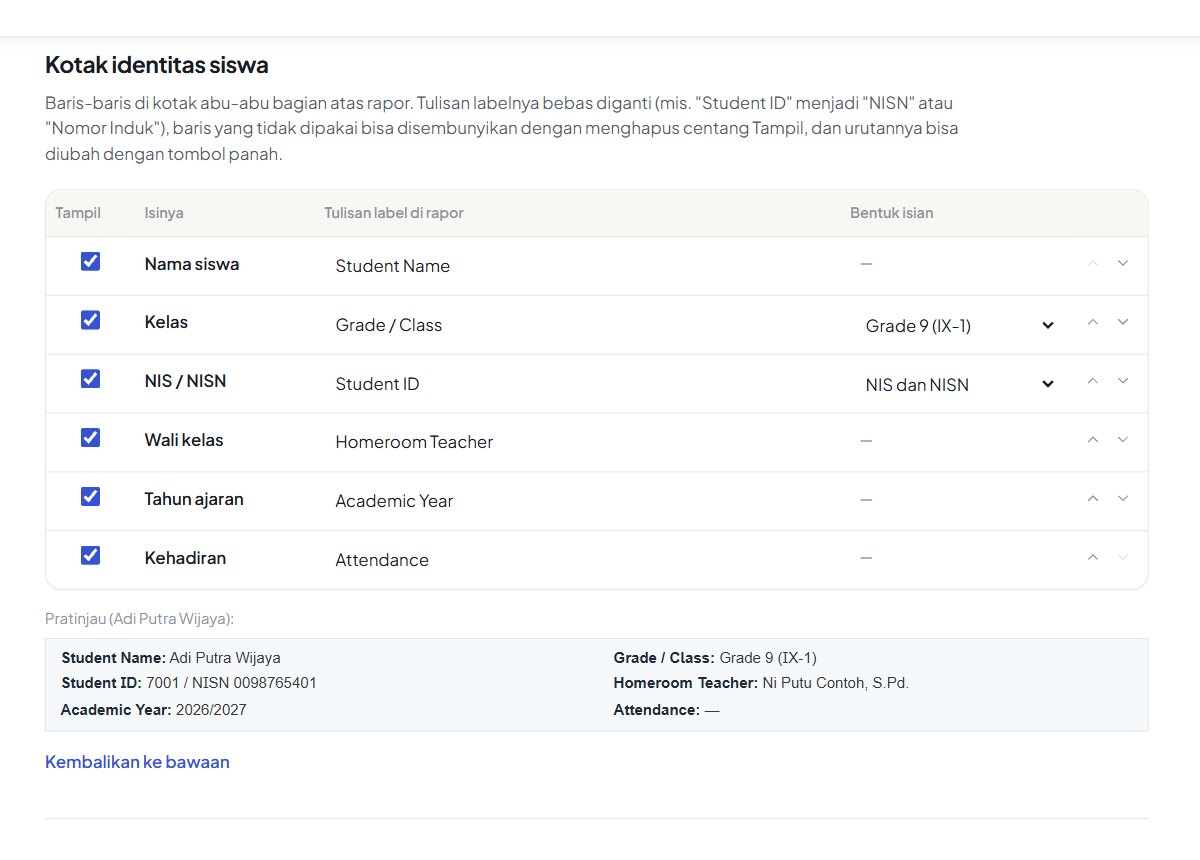 Kotak identitas siswa
Baris-baris di kotak abu-abu bagian atas rapor. Tulisan labelnya bebas diganti (mis. "Student ID" menjadi "NISN" atau
"Nomor Induk"), baris yang tidak dipakai bisa disembunyikan dengan menghapus centang Tampil, dan urutannya bisa
diubah dengan tombol panah.
Tampil Isinya Tulisan label di rapor Bentuk isian
Nama siswa Student Name —
Kelas Grade / Class Grade 9 (IX-1)
NIS / NISN Student ID NIS dan NISN
Wali kelas Homeroom Teacher —
Tahun ajaran Academic Year —
Kehadiran Attendance —
Pratinjau (Adi Putra Wijaya):
Student Name: Adi Putra Wijaya Grade / Class: Grade 9 (IX-1)
Student ID: 7001 / NISN 0098765401 Homeroom Teacher: Ni Putu Contoh, S.Pd.
Academic Year: 2026/2027 Attendance: —
Kembalikan ke bawaan